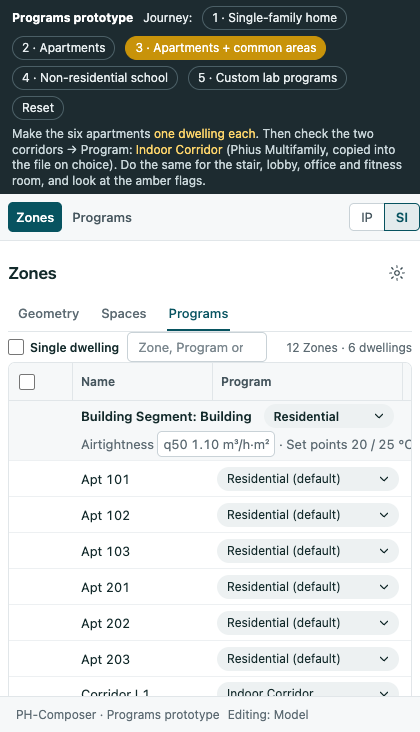 Programs prototype Journey: 1 · Single-family home
2 · Apartments 3 · Apartments + common areas
4 · Non-residential school 5 · Custom lab programs
Reset
Make the six apartments one dwelling each. Then check the two
corridors → Program: Indoor Corridor (Phius Multifamily, copied into
the file on choice). Do the same for the stair, lobby, office and fitness
room, and look at the amber flags.
Zones Programs IP SI
Zones
Geometry Spaces Programs
Single dwelling Zone, Program or 12 Zones · 6 dwellings
Name Program
Building Segment: Building Residential
Airtightness q50 1.10 m³/h·m² · Set points 20 / 25 °C
Apt 101 Residential (default)
Apt 102 Residential (default)
Apt 103 Residential (default)
Apt 201 Residential (default)
Apt 202 Residential (default)
Apt 203 Residential (default)
Corridor L1 Indoor Corridor
PH-Composer · Programs prototype Editing: Model